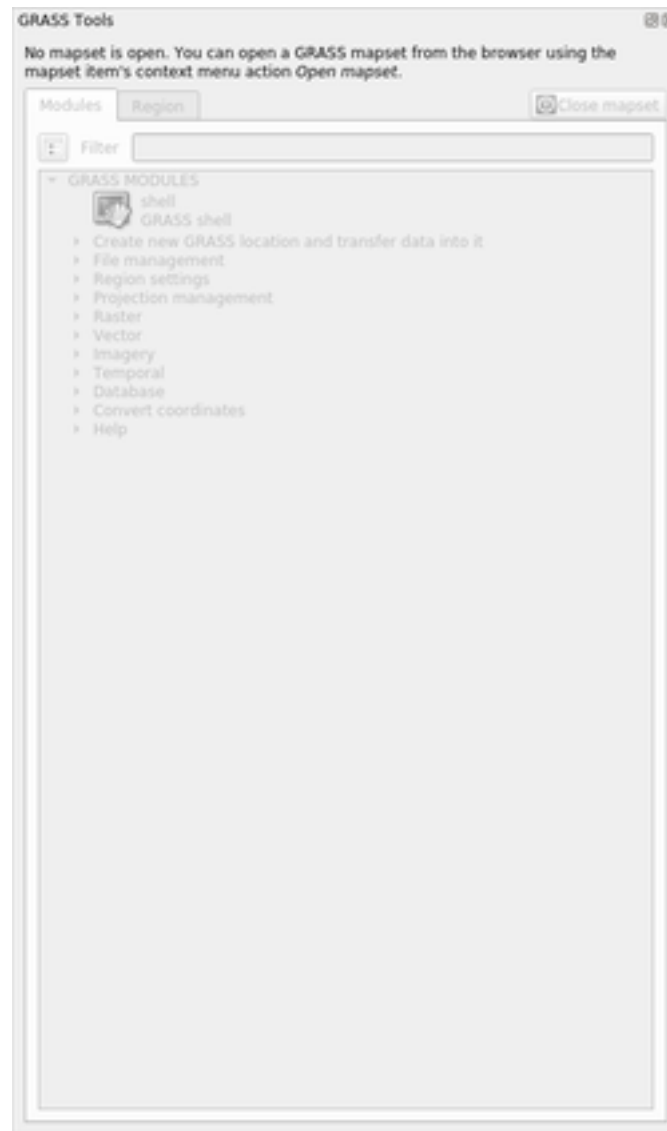 GRASS Tools
No mapset is open. You can open a GRASS mapset from the browser using the
mapset item's context menu action Open mapset.
Modules Region Close mapset
Filter
GRASS MODULES
shell
GRASS shell
Create new GRASS location and transfer data into it
File management
Region settings
Projection management
Raster
Vector
Imagery
Temporal
Database
Convert coordinates
Help